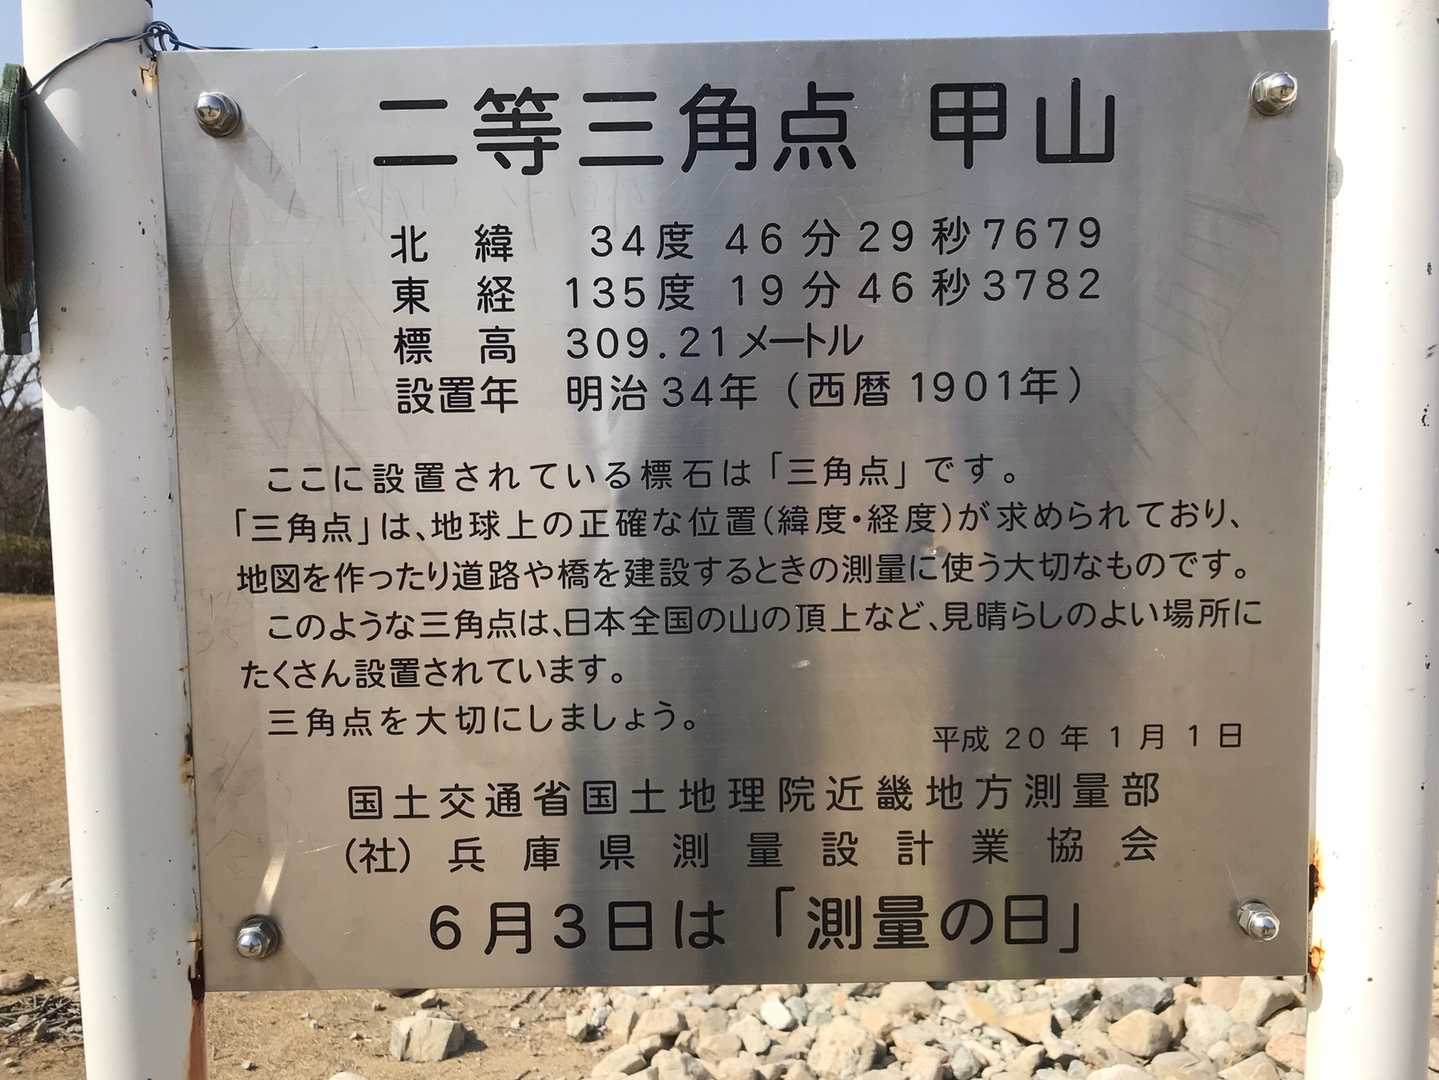 二等三角点 甲山
北 緯 34度 46分29秒7679
東 経 135度 19分46秒3782
標 高 309.21メートル
設置年 明治34年(西暦1901年)
ここに設置されている標石は「三角点」です。
「三角点」は、地球上の正確な位置(緯度・経度)が求められており、
地図を作ったり道路や橋を建設するときの測量に使う大切なものです。
このような三角点は、日本全国の山の頂上など、見晴らしのよい場所に
たくさん設置されています。
三角点を大切にしましょう。
平成20年1月1日
国土交通省国土地理院近畿地方測量部
(社)兵庫県測量設計業協会
6月3日は「測量の日」